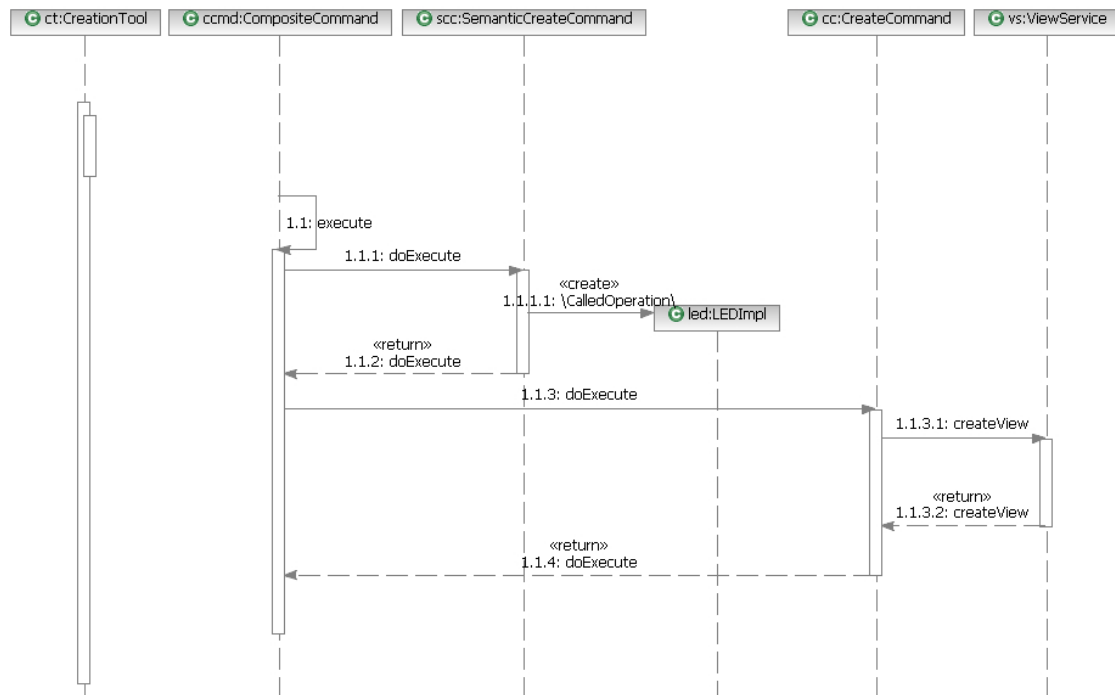 ct:CreationTool
ccmd:CompositeCommand
scc:SemanticCreateCommand
cc:CreateCommand
vs:ViewService
1.1: execute
1.1.1: doExecute
«create»
1.1.1.1: \CalledOperation\
led:LEDImpl
«return»
1.1.2: doExecute
1.1.3: doExecute
1.1.3.1: createView
«return»
1.1.3.2: createView
«return»
1.1.4: doExecute